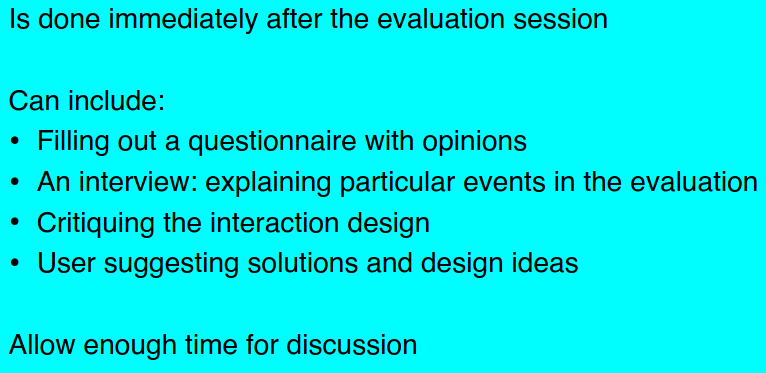 Is done immediately after the evaluation session
Can include:
• Filling out a questionnaire with opinions
• An interview: explaining particular events in the evaluation
• Critiquing the interaction design
• User suggesting solutions and design ideas
Allow enough time for discussion